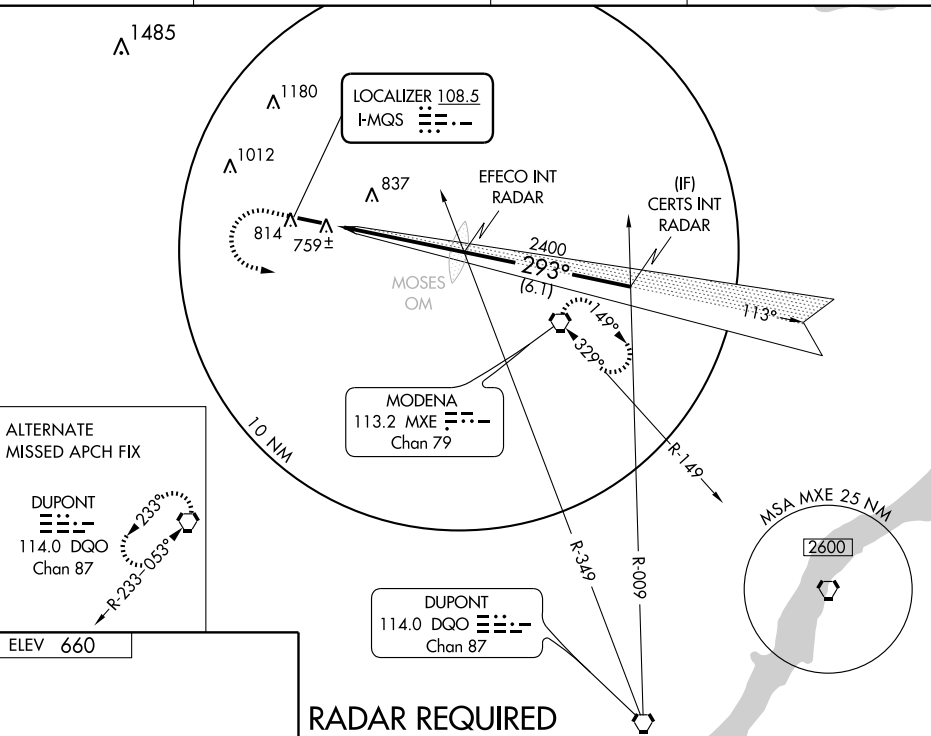 1485
1180
LOCALIZER 108.5
I-MQS
1012
837
EFECO INT
RADAR
(IF)
CERTS INT
RADAR
814
759±
2400
293°
(6.1)
MOSES
OM
113°
149°
329°
MODENA
113.2 MXE
Chan 79
10 NM
R-149
ALTERNATE
MISSED APCH FIX
DUPONT
114.0 DQO
Chan 87
233°
R-233-053°
R-349
R-009
MSA MXE 25 NM
2600
DUPONT
114.0 DQO
Chan 87
ELEV 660
RADAR REQUIRED